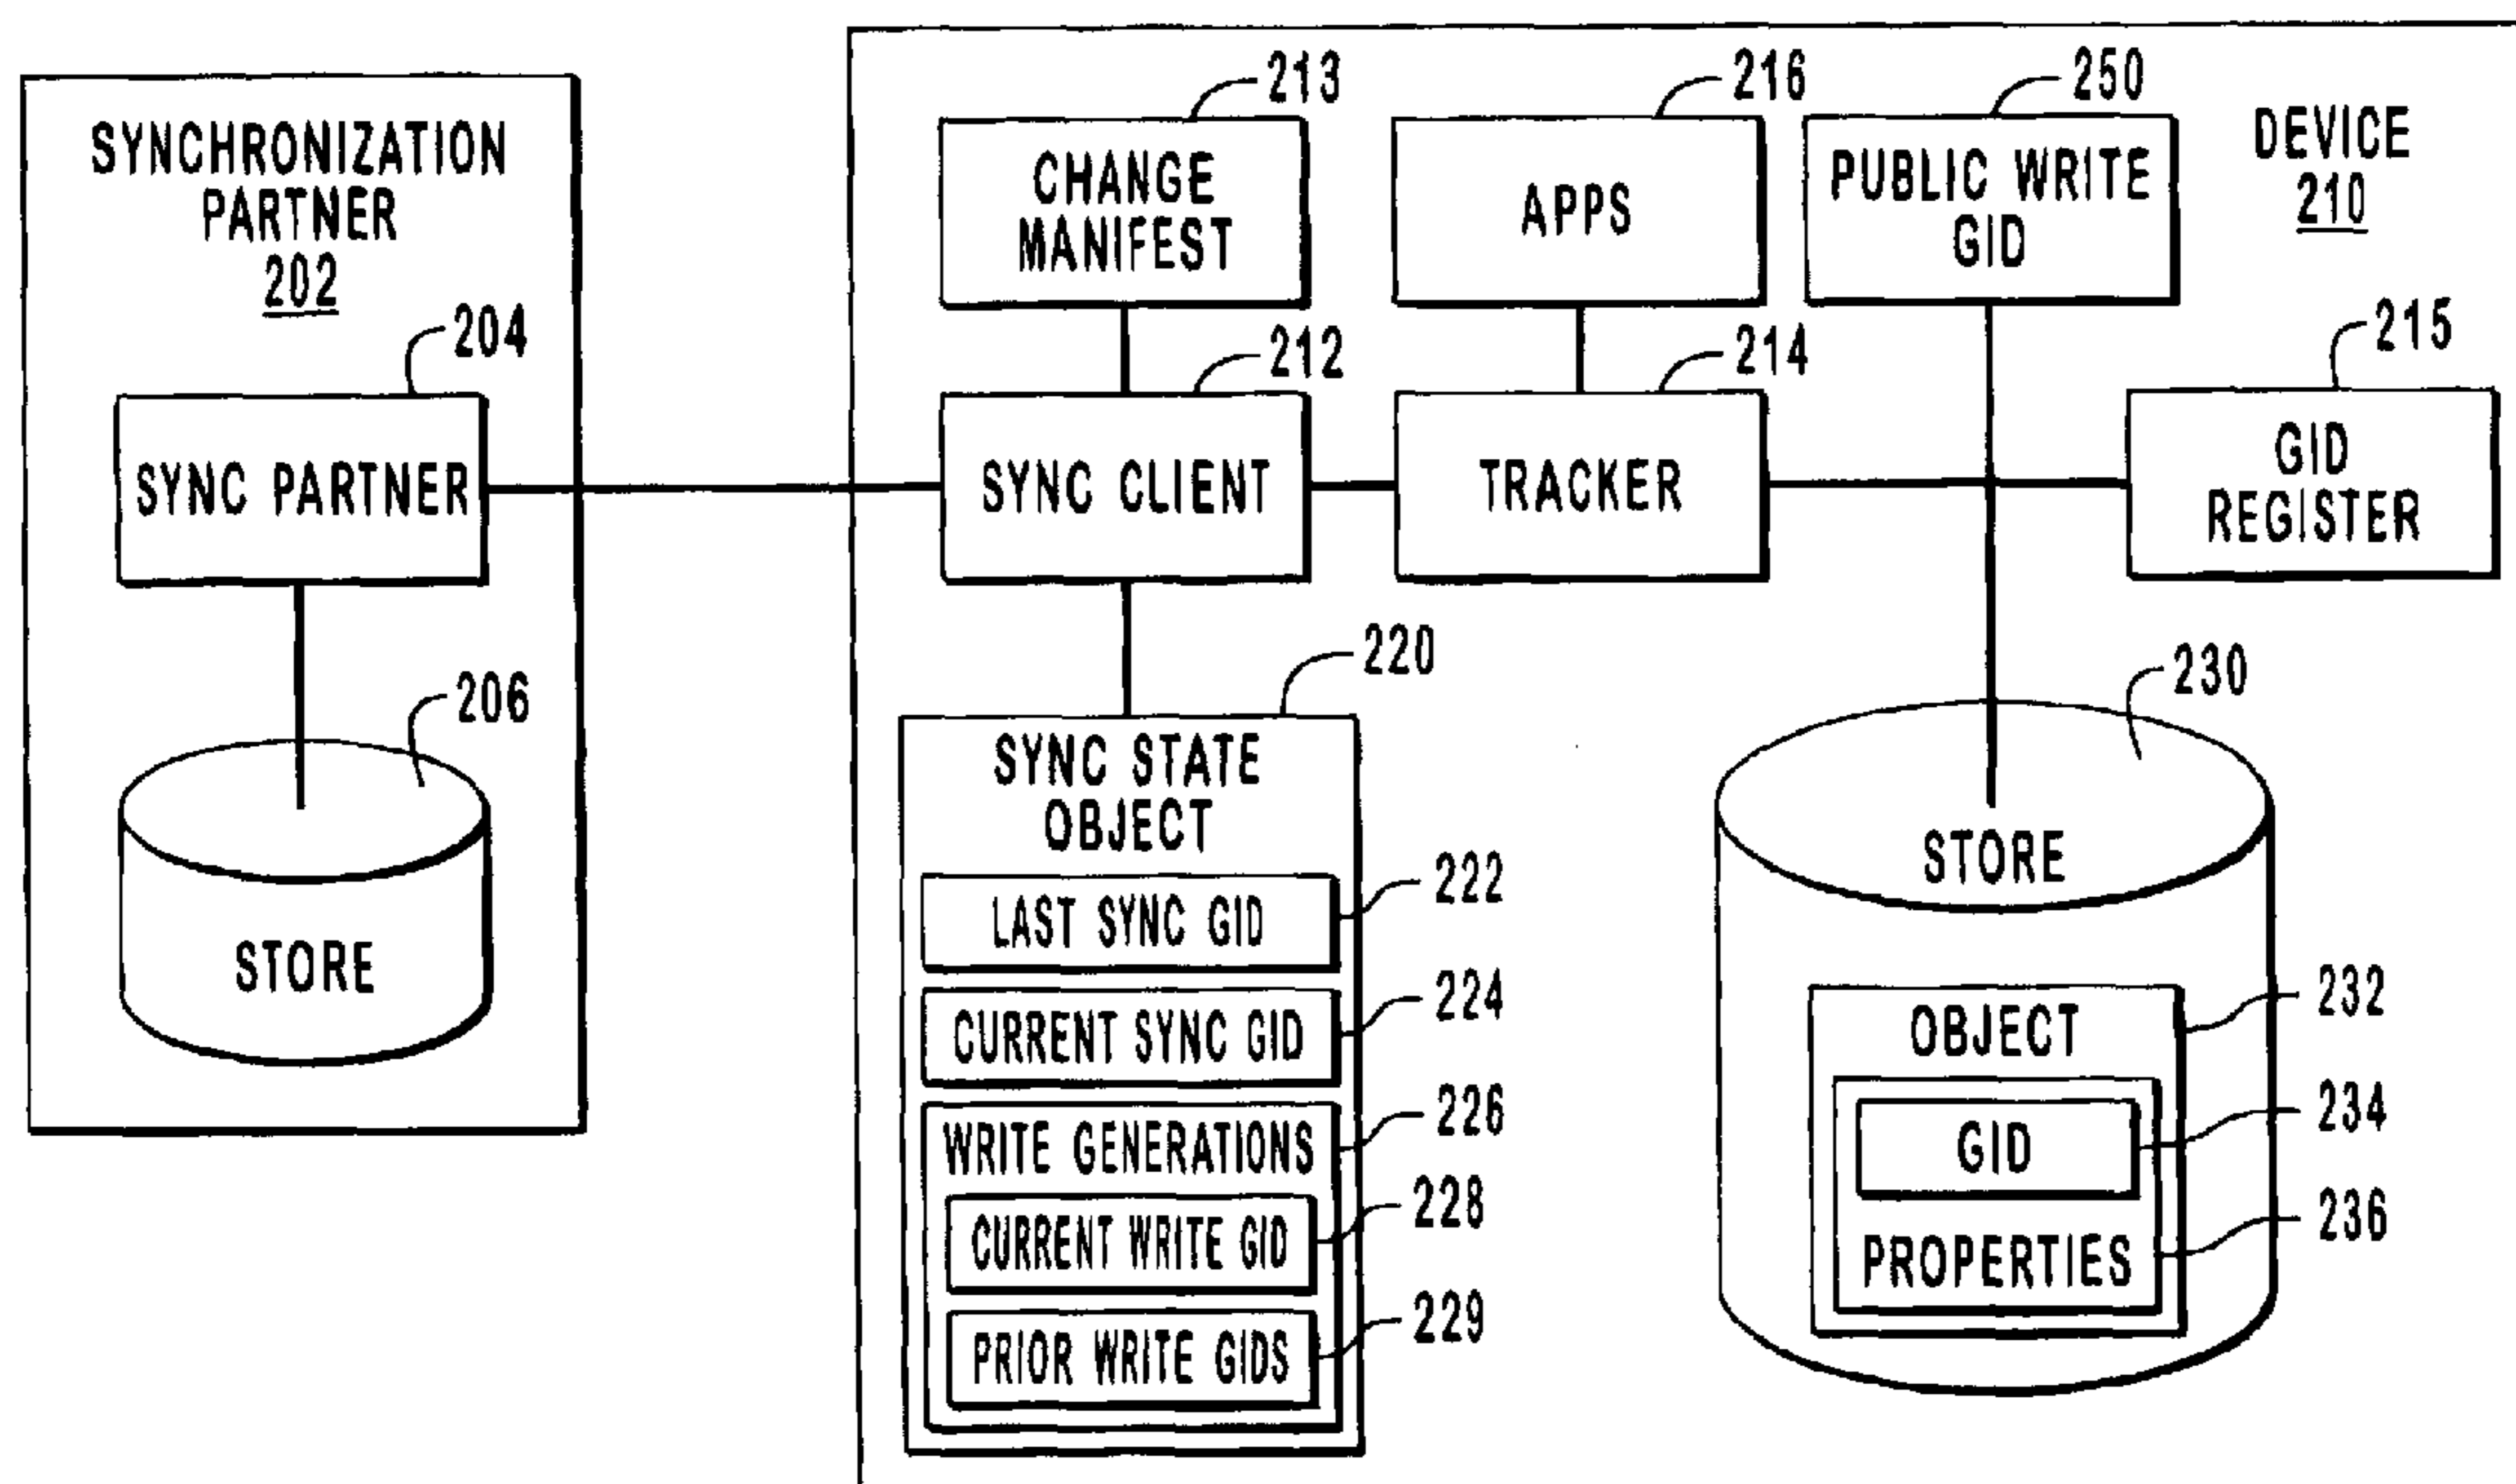 SYNCHRONIZATION
PARTNER
202
204
SYNC PARTNER
206
STORE
213
CHANGE
MANIFEST
216
APPS
250
PUBLIC WRITE
GID
DEVICE
210
212
SYNC CLIENT
214
TRACKER
215
GID
REGISTER
220
SYNC STATE
OBJECT
222
LAST SYNC GID
224
CURRENT SYNC GID
226
WRITE GENERATIONS
228
CURRENT WRITE GID
229
PRIOR WRITE GIDS
230
STORE
232
OBJECT
234
GID
236
PROPERTIES